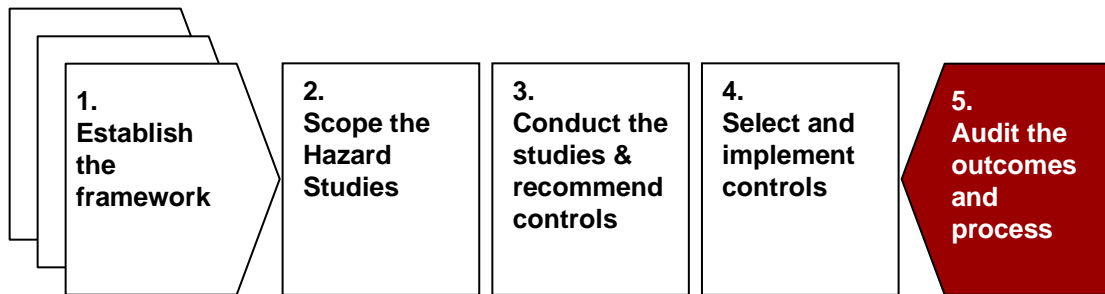 1.
Establish
the
framework
2.
Scope the
Hazard
Studies
3.
Conduct the
studies &
recommend
controls
4.
Select and
implement
controls
5.
Audit the
outcomes
and
process